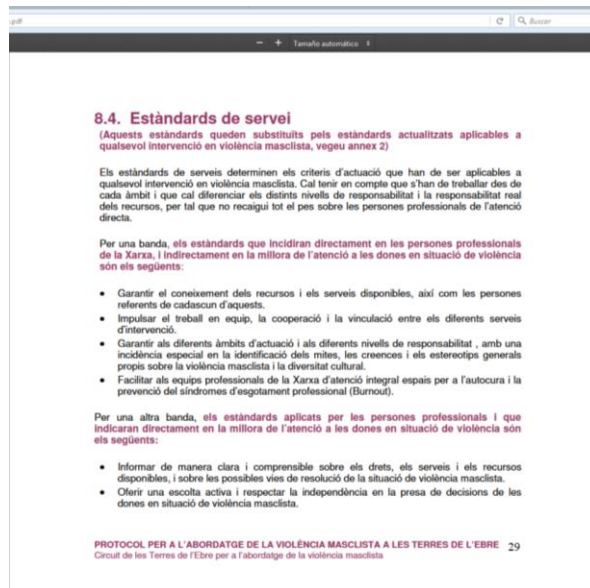 .pdf
Buscar
− + Tamaño automático
8.4. Estàndards de servei
(Aquests estàndards queden substituïts pels estàndards actualitzats aplicables a
qualsevol intervenció en violència masclista, vegeu annex 2)
Els estàndards de serveis determinen els criteris d'actuació que han de ser aplicables a
qualsevol intervenció en violència masclista. Cal tenir en compte que s'han de treballar des de
cada àmbit i que cal diferenciar els distints nivells de responsabilitat i la responsabilitat real
dels recursos, per tal que no recaigui tot el pes sobre les persones professionals de l'atenció
directa.
Per una banda, els estàndards que incidiran directament en les persones professionals
de la Xarxa, i indirectament en la millora de l'atenció a les dones en situació de violència
són els següents:
• Garantir el coneixement dels recursos i els serveis disponibles, així com les persones
referents de cadascun d'aquests.
• Impulsar el treball en equip, la cooperació i la vinculació entre els diferents serveis
d'intervenció.
• Garantir als diferents àmbits d'actuació i als diferents nivells de responsabilitat , amb una
incidència especial en la identificació dels mites, les creences i els estereotips generals
propis sobre la violència masclista i la diversitat cultural.
• Facilitar als equips professionals de la Xarxa d'atenció integral espais per a l'autocura i la
prevenció del síndromes d'esgotament professional (Burnout).
Per una altra banda, els estàndards aplicats per les persones professionals i que
indicaran directament en la millora de l'atenció a les dones en situació de violència són
els següents:
• Informar de manera clara i comprensible sobre els drets, els serveis i els recursos
disponibles, i sobre les possibles vies de resolució de la situació de violència masclista.
• Oferir una escolta activa i respectar la independència en la presa de decisions de les
dones en situació de violència masclista.
PROTOCOL PER A L'ABORDATGE DE LA VIOLÈNCIA MASCLISTA A LES TERRES DE L'EBRE 29
Circuit de les Terres de l'Ebre per a l'abordatge de la violència masclista